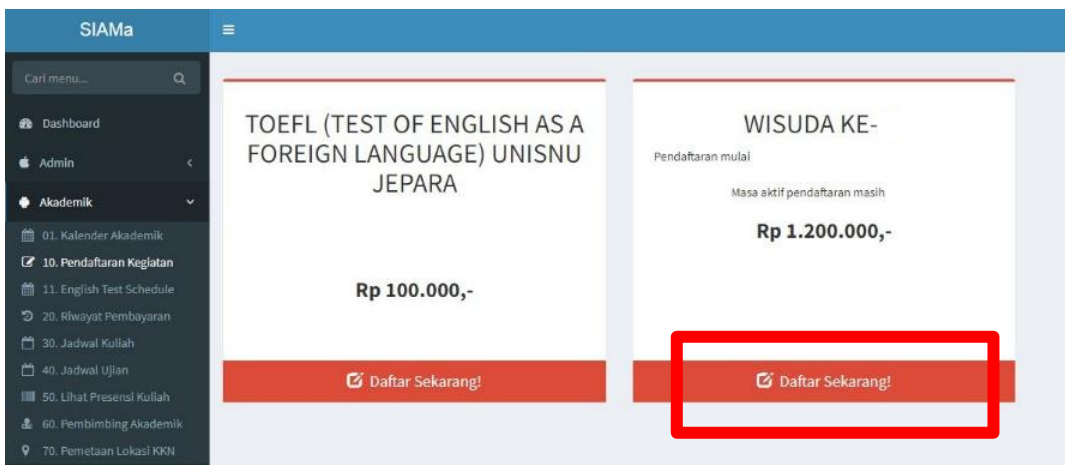 SIAMa
Cari menu...
Dashboard
Admin
Akademik
01. Kalender Akademik
10. Pendaftaran Kegiatan
11. English Test Schedule
20. Riwayat Pembayaran
30. Jadwal Kuliah
40. Jadwal Ujian
50. Lihat Presensi Kuliah
60. Pembimbing Akademik
70. Pemetaan Lokasi KKN
TOEFL (TEST OF ENGLISH AS A
FOREIGN LANGUAGE) UNISNU
JEPARA
Rp 100.000,-
Daftar Sekarang!
WISUDA KE-
Pendaftaran mulai
Masa aktif pendaftaran masih
Rp 1.200.000,-
Daftar Sekarang!